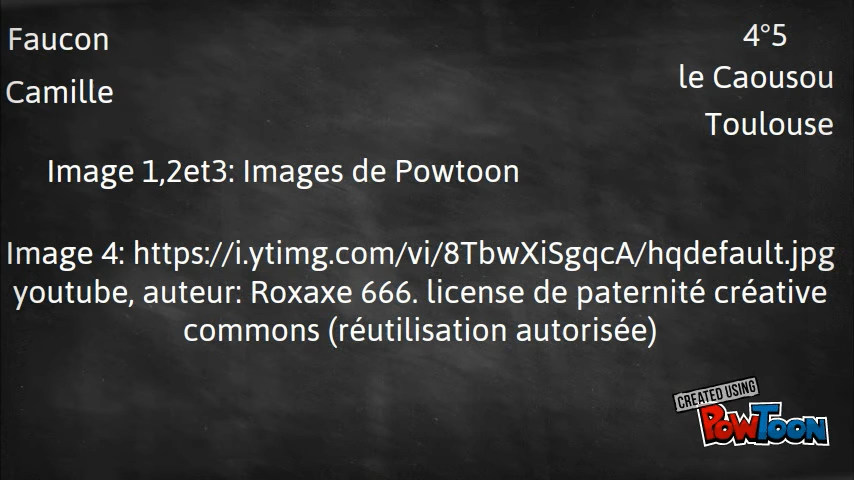 Faucon
Camille
4°5
le Caousou
Toulouse
Image 1,2et3: Images de Powtoon
Image 4: https://i.ytimg.com/vi/8TbwXiSgqcA/hqdefault.jpg
youtube, auteur: Roxaxe 666. license de paternité créative
commons (réutilisation autorisée)
CREATED USING
POWTOON